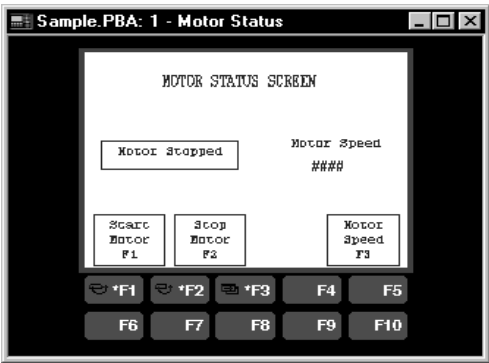 Sample.PBA: 1 - Motor Status
MOTOR STATUS SCREEN
Motor Stopped
Motor Speed
####
Start
Motor
F1
Stop
Motor
F2
Motor
Speed
F3
*F1 *F2 *F3 F4 F5
F6 F7 F8 F9 F10